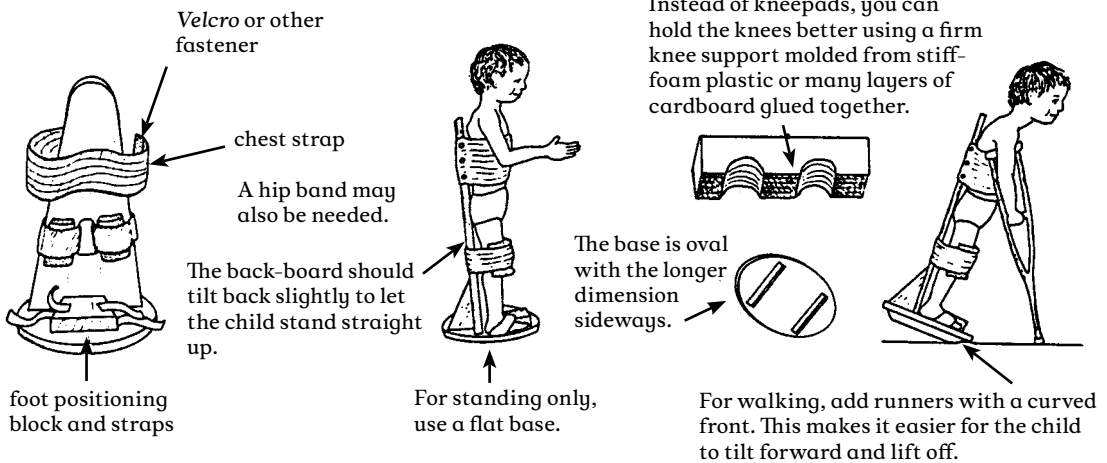 Velcro or other
fastener
chest strap
A hip band may
also be needed.
The back-board should
tilt back slightly to let
the child stand straight
up.
foot positioning
block and straps
For standing only,
use a flat base.
Instead of kneepads, you can
hold the knees better using a firm
knee support molded from stiff-
foam plastic or many layers of
cardboard glued together.
The base is oval
with the longer
dimension
sideways.
For walking, add runners with a curved
front. This makes it easier for the child
to tilt forward and lift off.